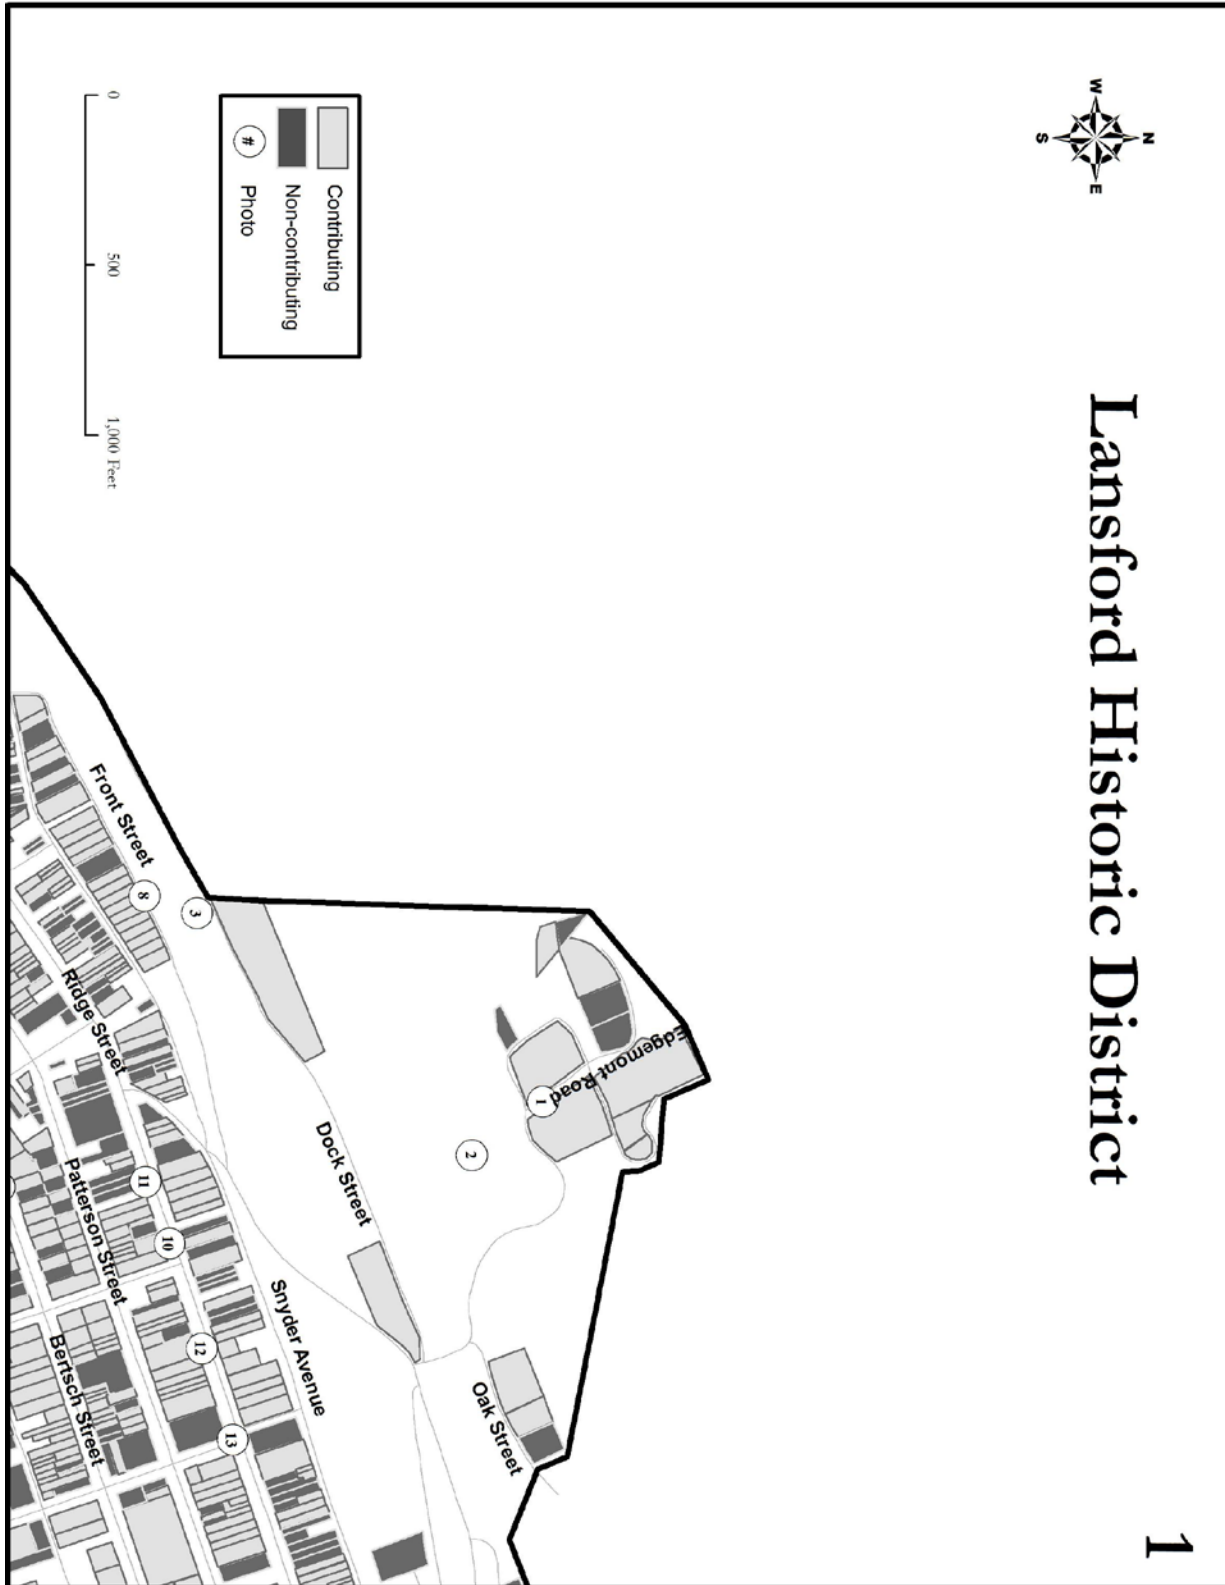 Lansford Historic District
1
N
W
E
S
Contributing
Non-contributing
# Photo
0 500 1,000 Feet
Edgemont Road
1
2
Dock Street
Oak Street
3
Front Street
8
Ridge Street
Snyder Avenue
11
10
12
13
Patterson Street
Bertsch Street